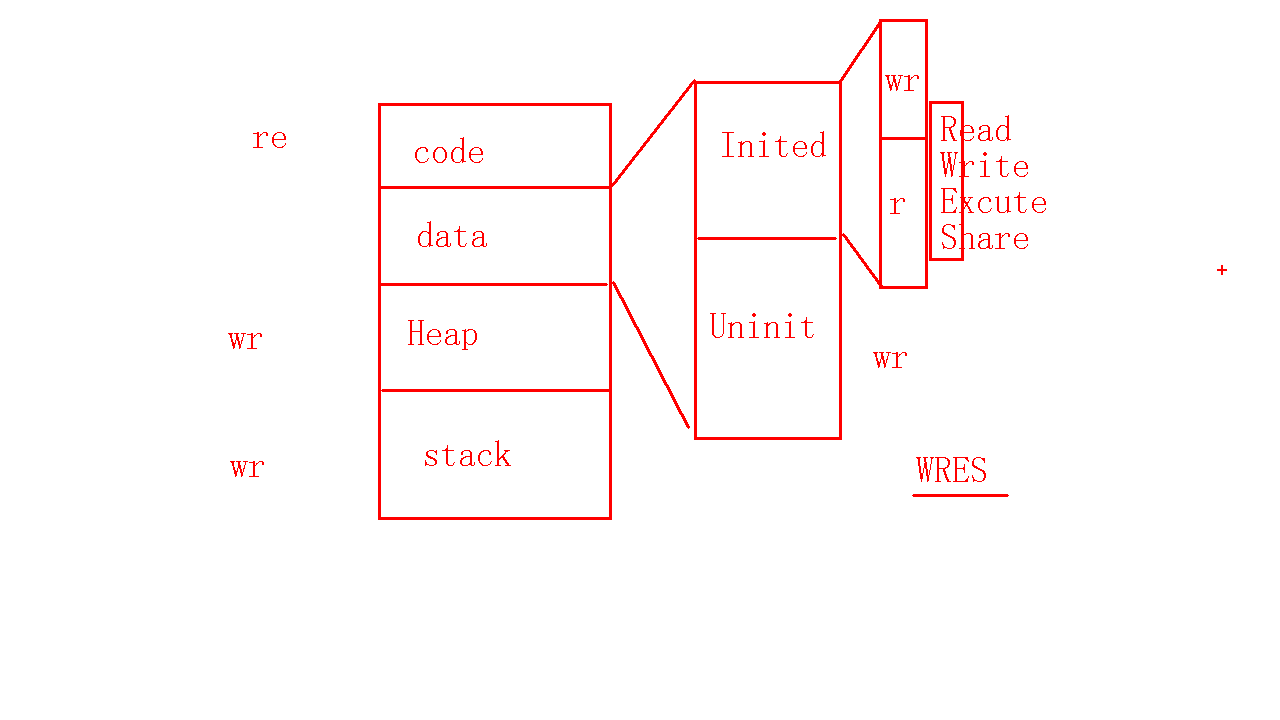 re
code
data
wr
Heap
wr
stack
Inited
Uninit
wr
r
Read
Write
Excute
Share
wr
WRES